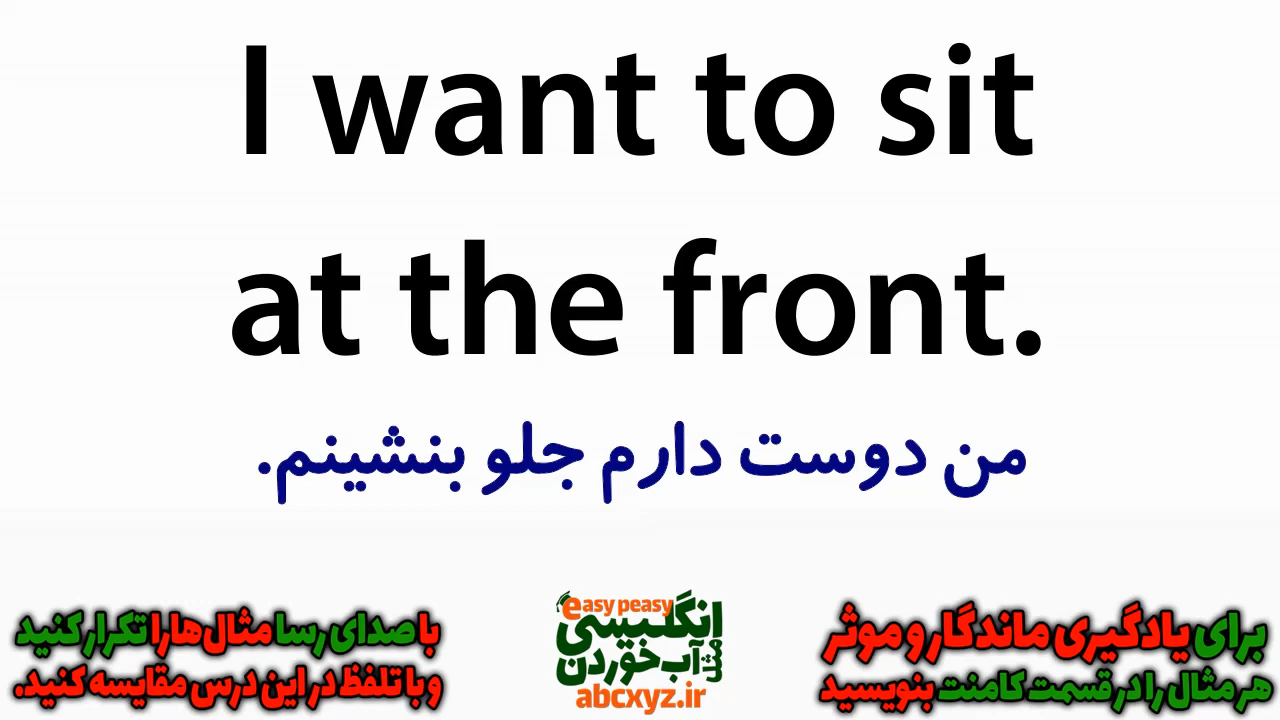 I want to sit
at the front.
من دوست دارم جلو بنشینم.
برای یادگیری ماندگار و موثر
هر مثال را در قسمت کامنت بنویسید
easy peasy
انگلیسی
مثل آب خوردن
abcxyz.ir
با صدای رسا مثال‌ها را تکرار کنید
و با تلفظ در این درس مقایسه کنید.